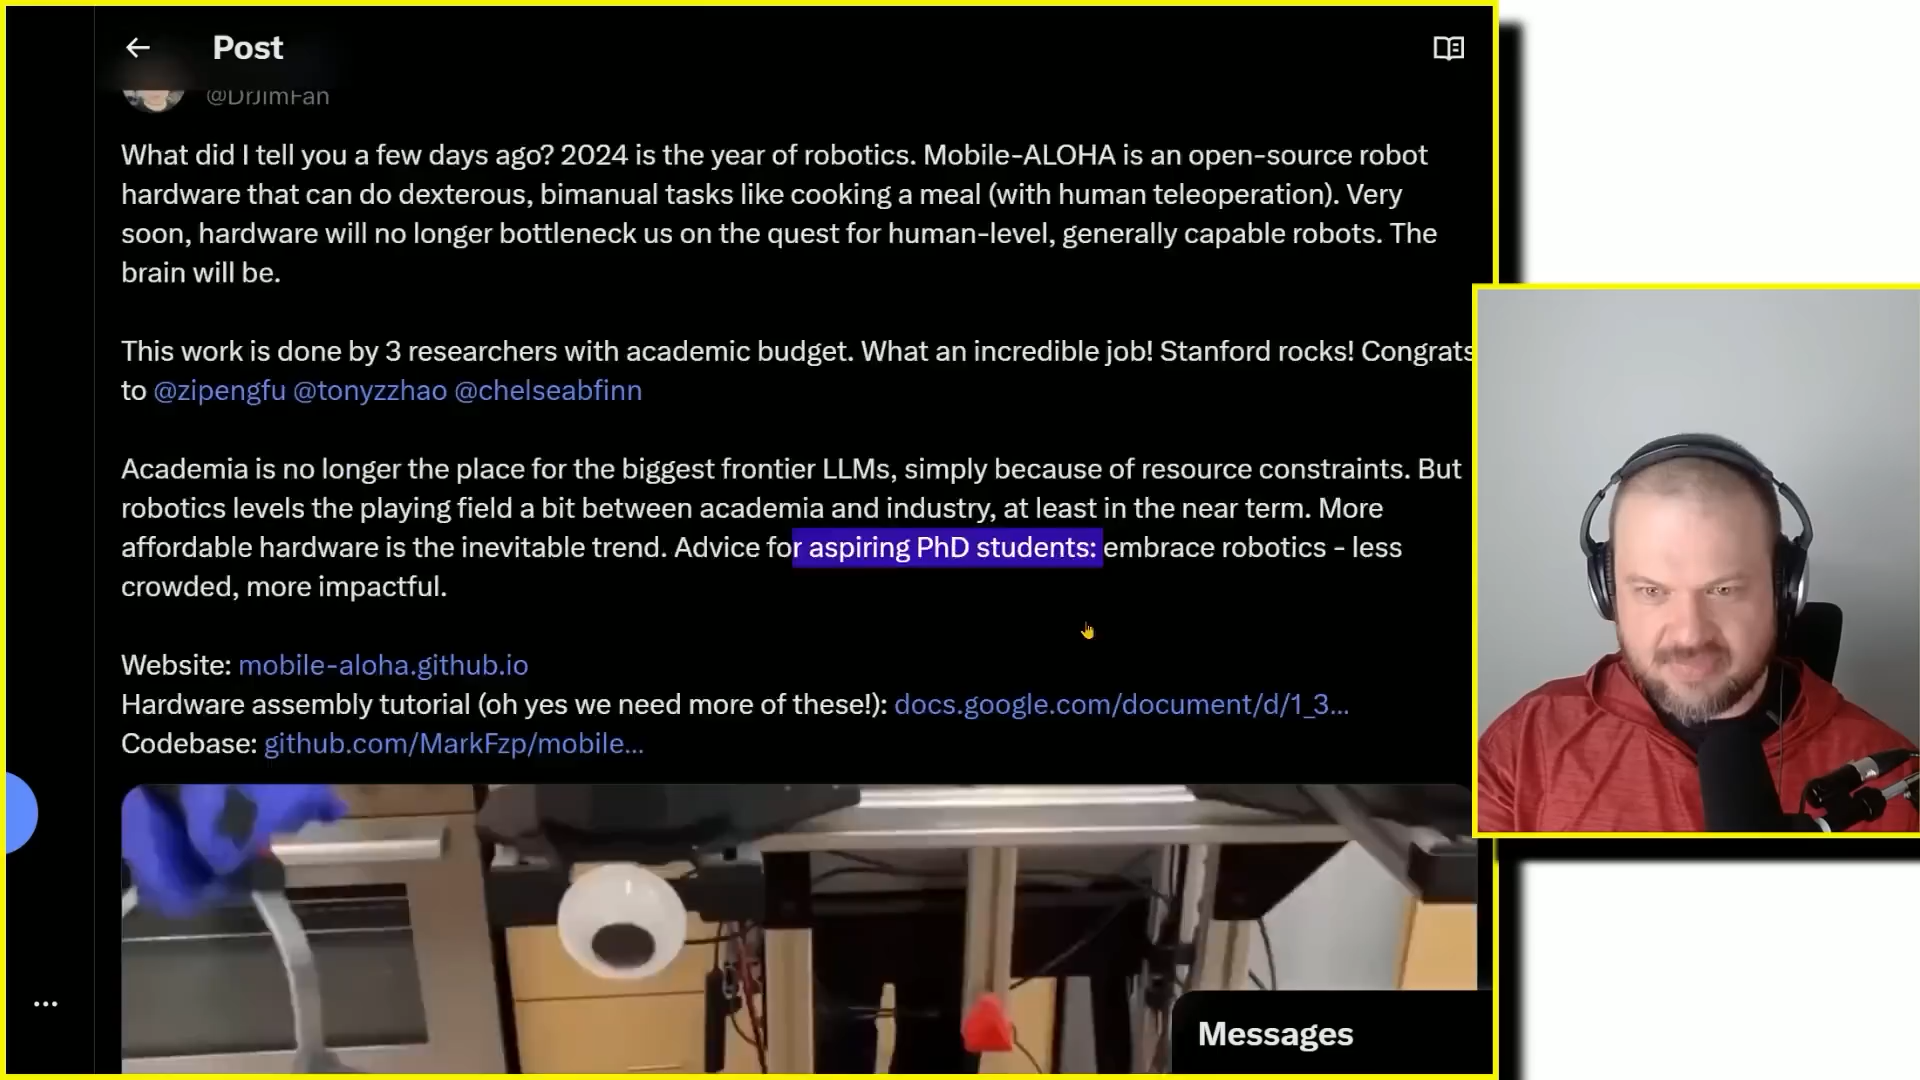 Post
@DrJimFan
What did I tell you a few days ago? 2024 is the year of robotics. Mobile-ALOHA is an open-source robot
hardware that can do dexterous, bimanual tasks like cooking a meal (with human teleoperation). Very
soon, hardware will no longer bottleneck us on the quest for human-level, generally capable robots. The
brain will be.
This work is done by 3 researchers with academic budget. What an incredible job! Stanford rocks! Congrats
to @zipengfu @tonyzzhao @chelseabfinn
Academia is no longer the place for the biggest frontier LLMs, simply because of resource constraints. But
robotics levels the playing field a bit between academia and industry, at least in the near term. More
affordable hardware is the inevitable trend. Advice for aspiring PhD students: embrace robotics - less
crowded, more impactful.
Website: mobile-aloha.github.io
Hardware assembly tutorial (oh yes we need more of these!): docs.google.com/document/d/1_3...
Codebase: github.com/MarkFzp/mobile...
Messages